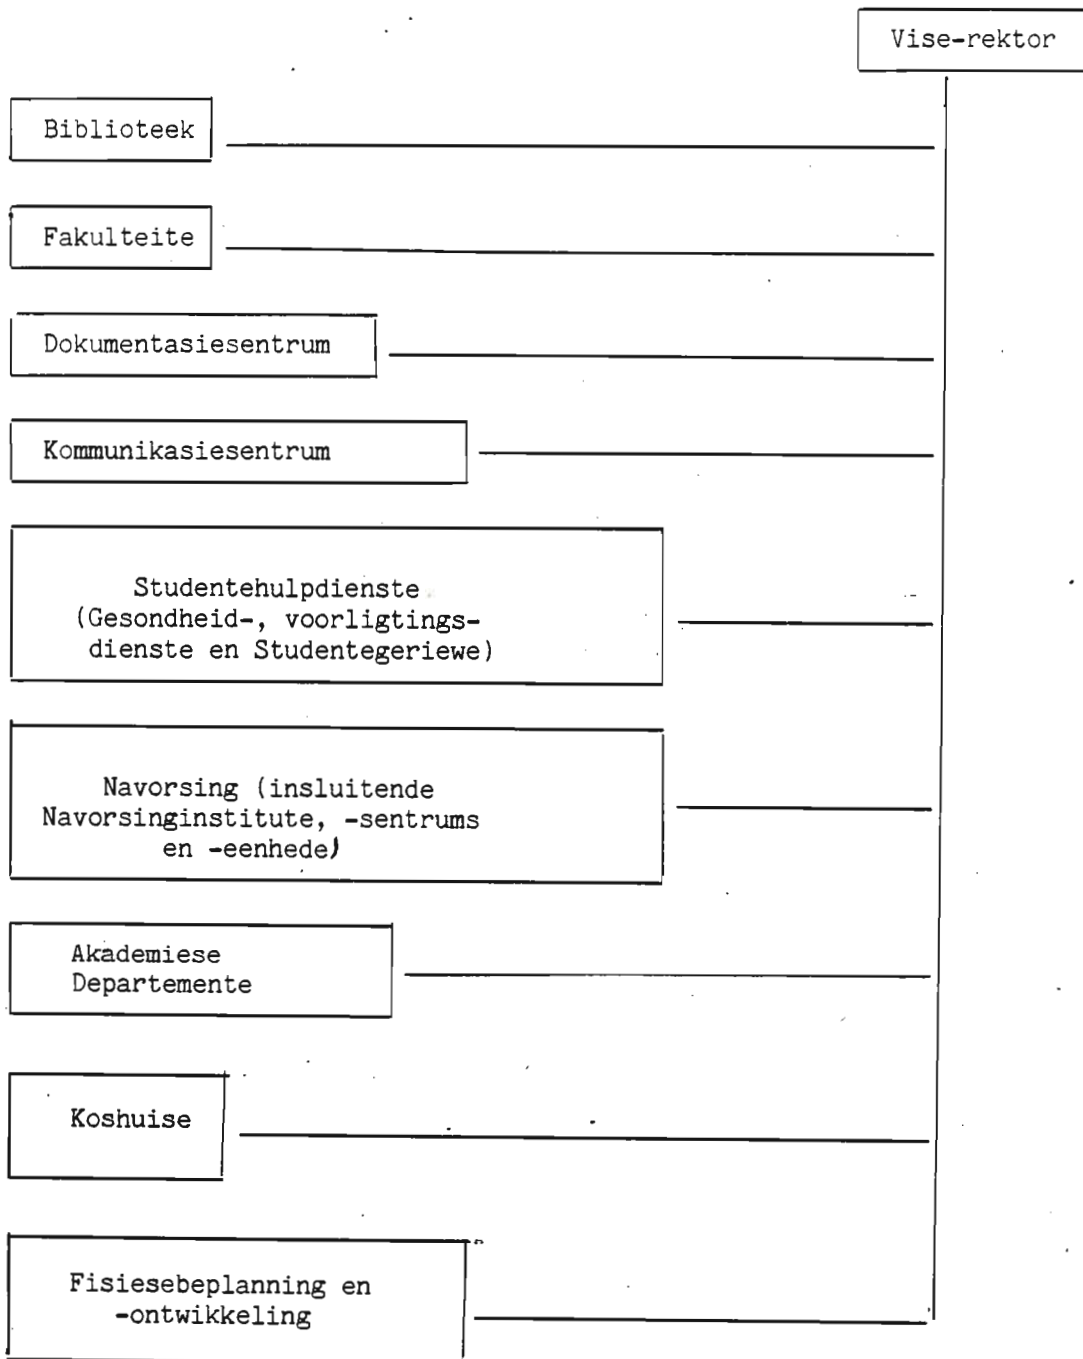 Vise-rektor
Biblioteek
Fakulteite
Dokumentasiesentrum
Kommunikasiesentrum
Studentehulpdienste
(Gesondheid-, voorligtings-
dienste en Studentegeriewe)
Navorsing (insluitende
Navorsinginstitute, -sentrums
en -eenhede)
Akademiese
Departemente
Koshuise
Fisiesebeplanning en
-ontwikkeling